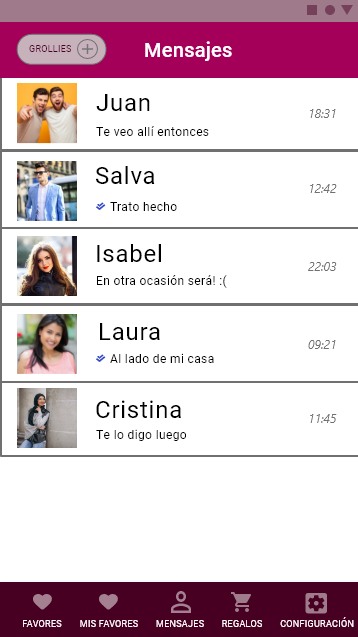 GROLLIES
Mensajes
Juan
Te veo allí entonces
18:31
Salva
Trato hecho
12:42
Isabel
En otra ocasión será! :(
22:03
Laura
Al lado de mi casa
09:21
Cristina
Te lo digo luego
11:45
FAVORES MIS FAVORES MENSAJES REGALOS CONFIGURACIÓN